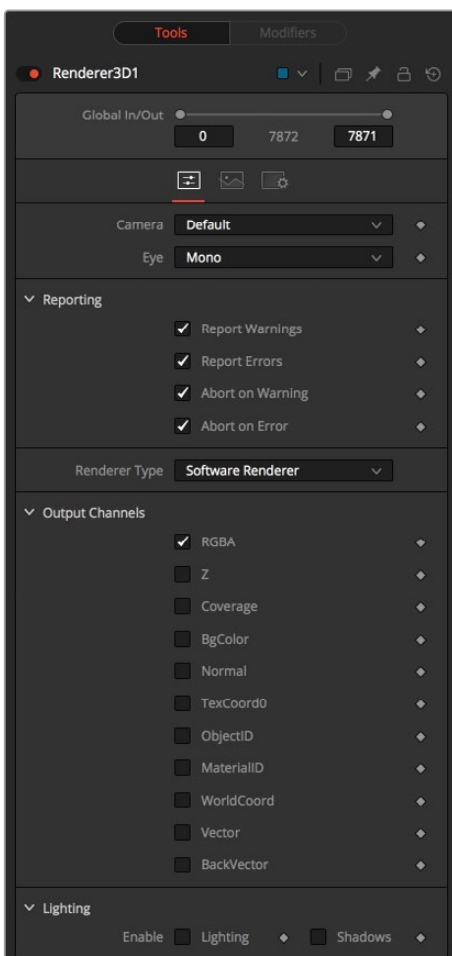 Tools Modifiers
Renderer3D1
Global In/Out
0 7872 7871
Camera Default
Eye Mono
Reporting
Report Warnings
Report Errors
Abort on Warning
Abort on Error
Renderer Type Software Renderer
Output Channels
RGBA
Z
Coverage
BgColor
Normal
TexCoord0
ObjectID
MaterialID
WorldCoord
Vector
BackVector
Lighting
Enable Lighting Shadows